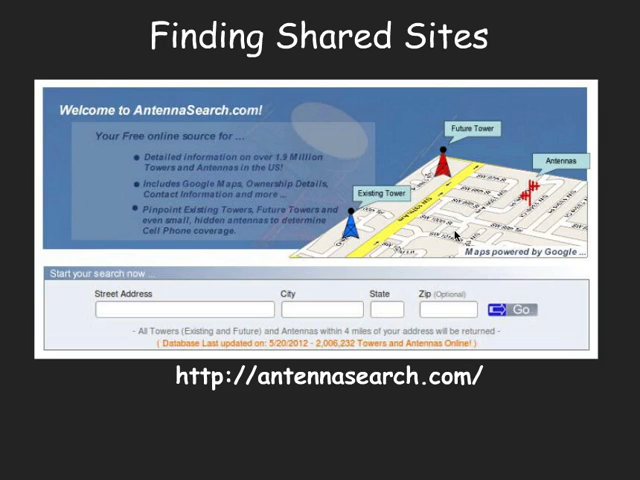 Finding Shared Sites
Welcome to AntennaSearch.com!
Your Free online source for ...
Detailed information on over 1.9 Million
Towers and Antennas in the US!
Includes Google Maps, Ownership Details,
Contact Information and more ...
Pinpoint Existing Towers, Future Towers and
even small, hidden antennas to determine
Cell Phone coverage.
Future Tower
Antennas
Existing Tower
Maps powered by Google ...
Start your search now ...
Street Address City State Zip (Optional)
Go
- All Towers (Existing and Future) and Antennas within 4 miles of your address will be returned -
( Database Last updated on: 5/20/2012 - 2,006,232 Towers and Antennas Online! )
http://antennasearch.com/